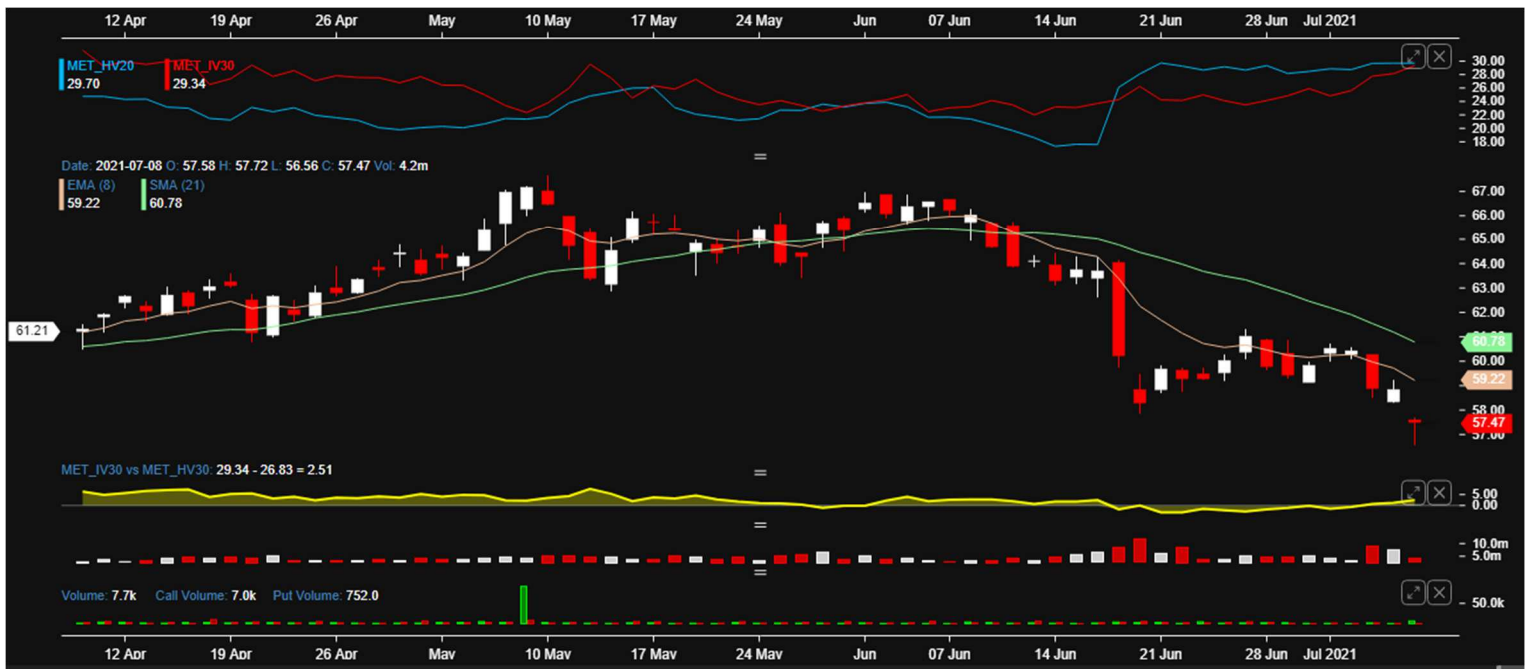 12 Apr 19 Apr 26 Apr May 10 May 17 May 24 May Jun 07 Jun 14 Jun 21 Jun 28 Jun Jul 2021
MET_HV20 MET_IV30
29.70 29.34
30.00
28.00
26.00
24.00
22.00
20.00
18.00
Date: 2021-07-08 O: 57.58 H: 57.72 L: 56.56 C: 57.47 Vol: 4.2m
EMA (8) SMA (21)
59.22 60.78
67.00
66.00
65.00
64.00
63.00
62.00
61.21
60.78
60.00
59.22
58.00
57.47
57.00
MET_IV30 vs MET_HV30: 29.34 - 26.83 = 2.51
5.00
0.00
10.0m
5.0m
Volume: 7.7k Call Volume: 7.0k Put Volume: 752.0
50.0k
12 Apr 19 Apr 26 Apr May 10 May 17 May 24 May Jun 07 Jun 14 Jun 21 Jun 28 Jun Jul 2021